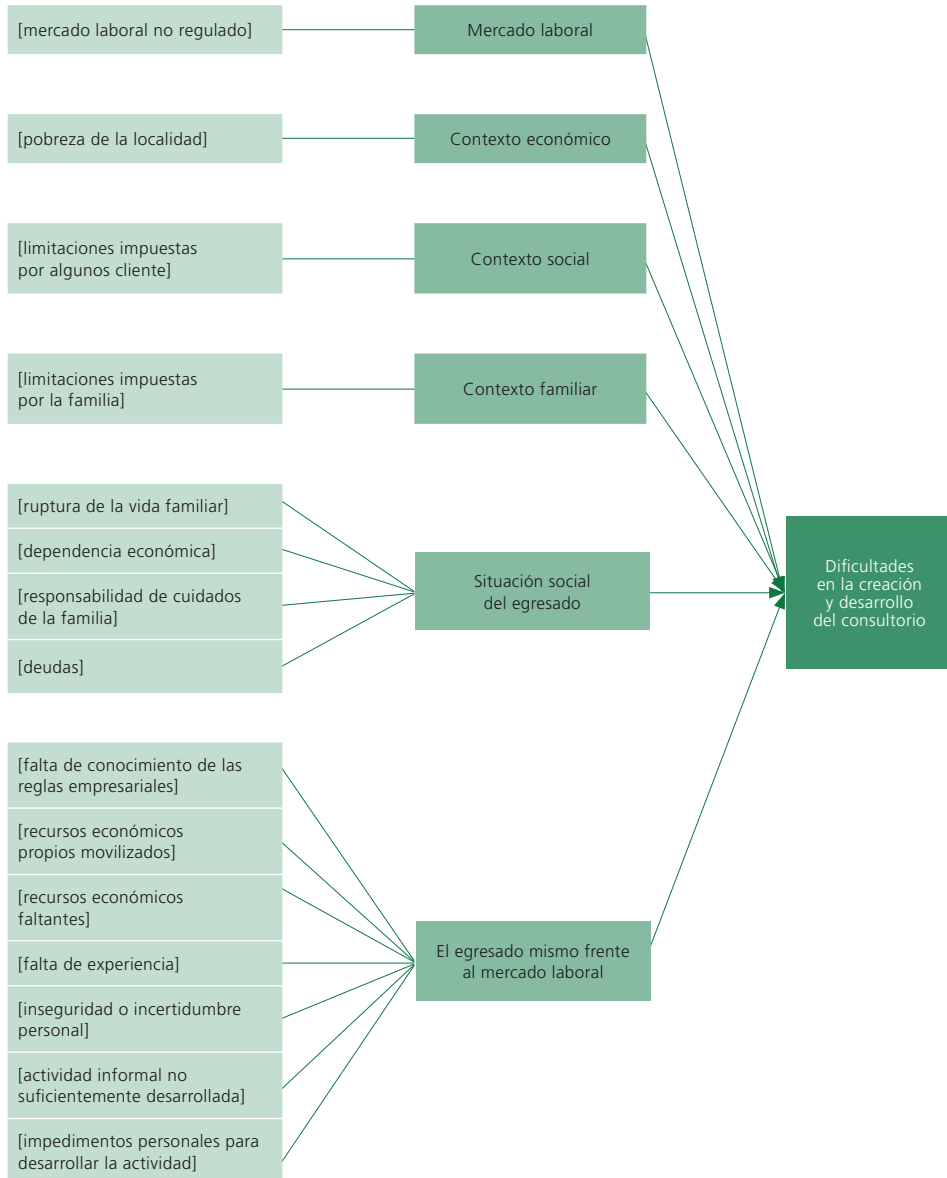 [mercado laboral no regulado]
Mercado laboral
[pobreza de la localidad]
Contexto económico
[limitaciones impuestas
por algunos cliente]
Contexto social
[limitaciones impuestas
por la familia]
Contexto familiar
[ruptura de la vida familiar]
[dependencia económica]
[responsabilidad de cuidados
de la familia]
[deudas]
Situación social
del egresado
Dificultades
en la creación
y desarrollo
del consultorio
[falta de conocimiento de las
reglas empresariales]
[recursos económicos
propios movilizados]
[recursos económicos
faltantes]
[falta de experiencia]
[inseguridad o incertidumbre
personal]
[actividad informal no
suficientemente desarrollada]
[impedimentos personales para
desarrollar la actividad]
El egresado mismo frente
al mercado laboral